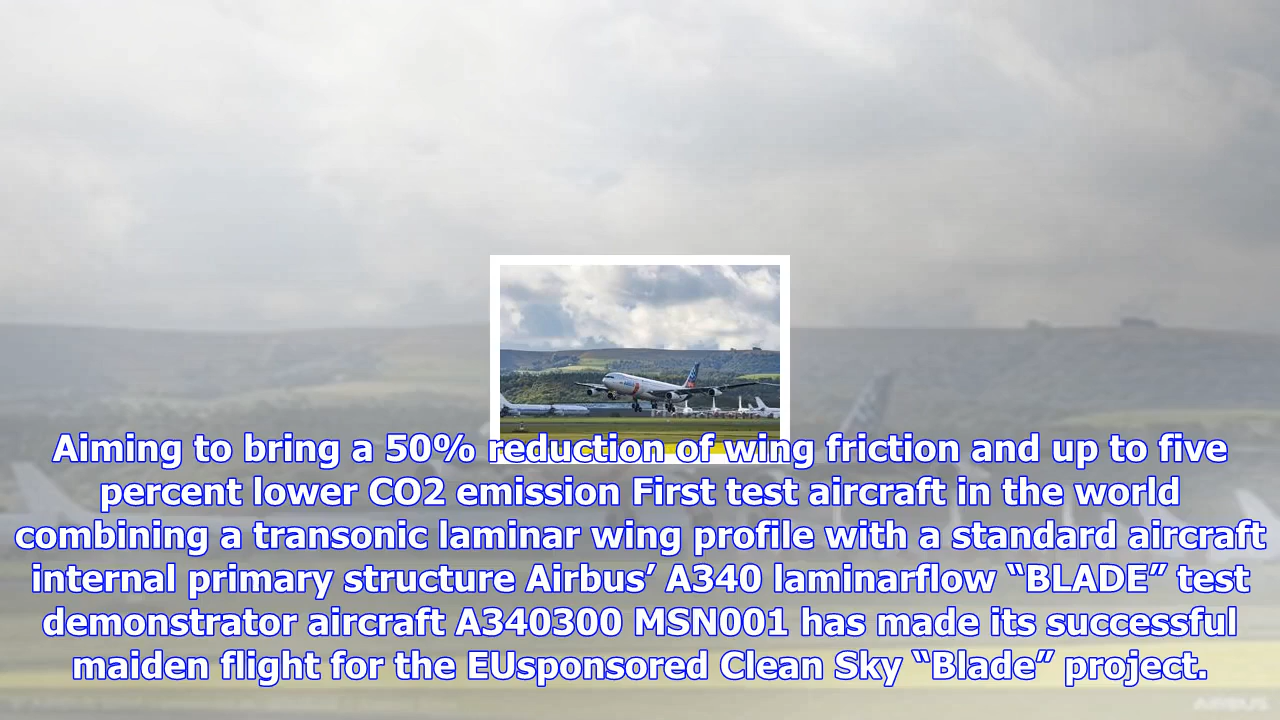 Aiming to bring a 50% reduction of wing friction and up to five
percent lower CO2 emission First test aircraft in the world
combining a transonic laminar wing profile with a standard aircraft
internal primary structure Airbus’ A340 laminarflow “BLADE” test
demonstrator aircraft A340300 MSN001 has made its successful
maiden flight for the EUsponsored Clean Sky “Blade” project.
AIRBUS